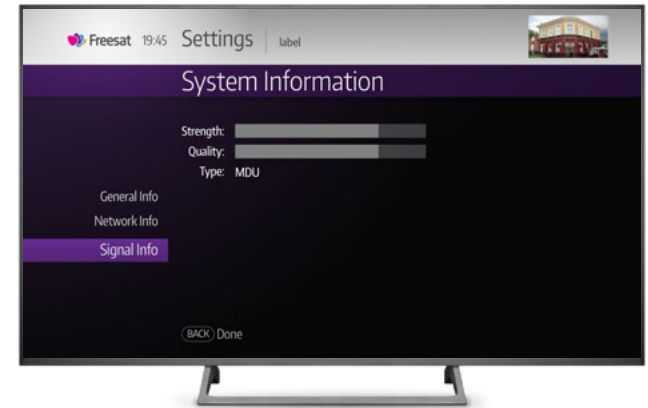 Freesat 19:45 Settings label
System Information
Strength:
Quality:
Type: MDU
General Info
Network Info
Signal Info
BACK Done